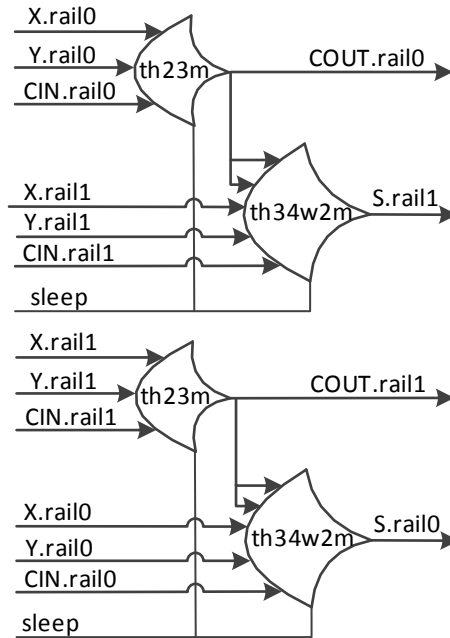 X.rail0
Y.rail0
th23m
COUT.rail0
CIN.rail0
X.rail1
th34w2m
S.rail1
Y.rail1
CIN.rail1
sleep
X.rail1
Y.rail1
th23m
COUT.rail1
CIN.rail1
X.rail0
th34w2m
S.rail0
Y.rail0
CIN.rail0
sleep